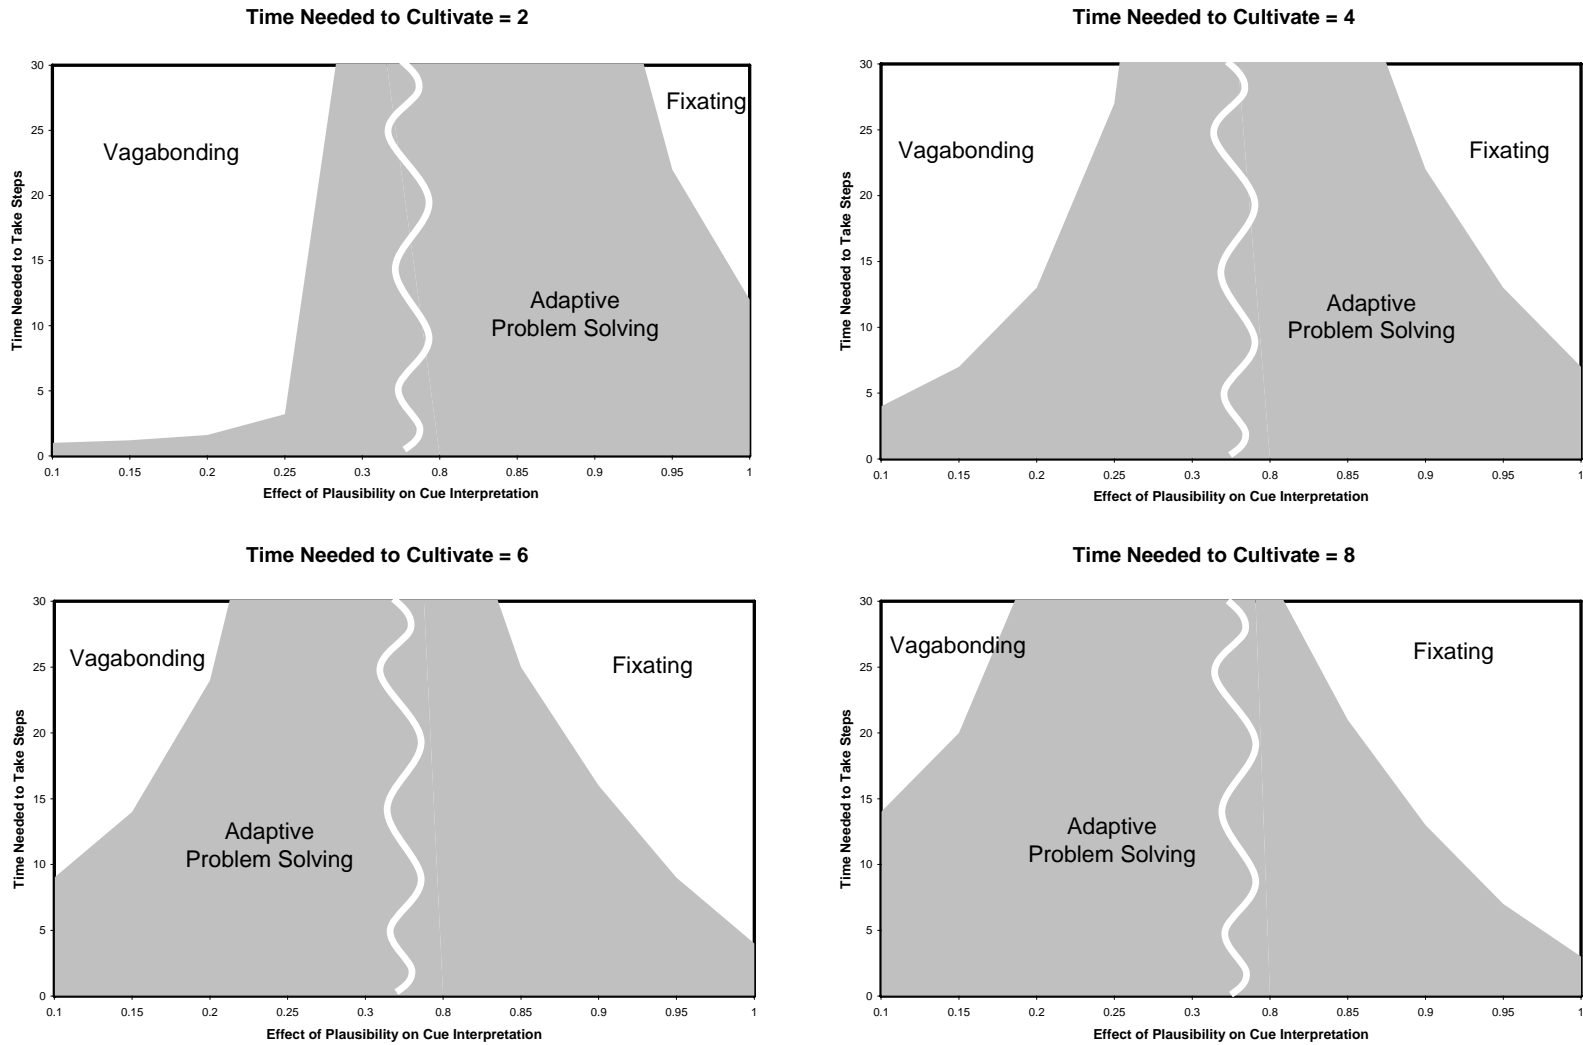 Time Needed to Cultivate = 2
30
25
20
15
10
5
0
Time Needed to Take Steps
Vagabonding
Fixating
Adaptive
Problem Solving
0.1 0.15 0.2 0.25 0.3 0.8 0.85 0.9 0.95 1
Effect of Plausibility on Cue Interpretation
Time Needed to Cultivate = 4
30
25
20
15
10
5
0
Time Needed to Take Steps
Vagabonding
Fixating
Adaptive
Problem Solving
0.1 0.15 0.2 0.25 0.3 0.8 0.85 0.9 0.95 1
Effect of Plausibility on Cue Interpretation
Time Needed to Cultivate = 6
30
25
20
15
10
5
0
Time Needed to Take Steps
Vagabonding
Fixating
Adaptive
Problem Solving
0.1 0.15 0.2 0.25 0.3 0.8 0.85 0.9 0.95 1
Effect of Plausibility on Cue Interpretation
Time Needed to Cultivate = 8
30
25
20
15
10
5
0
Time Needed to Take Steps
Vagabonding
Fixating
Adaptive
Problem Solving
0.1 0.15 0.2 0.25 0.3 0.8 0.85 0.9 0.95 1
Effect of Plausibility on Cue Interpretation